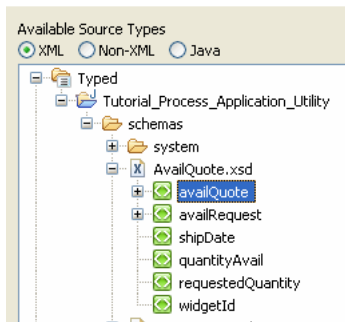 Available Source Types
XML Non-XML Java
Typed
Tutorial_Process_Application_Utility
schemas
system
AvailQuote.xsd
availQuote
availRequest
shipDate
quantityAvail
requestedQuantity
widgetId